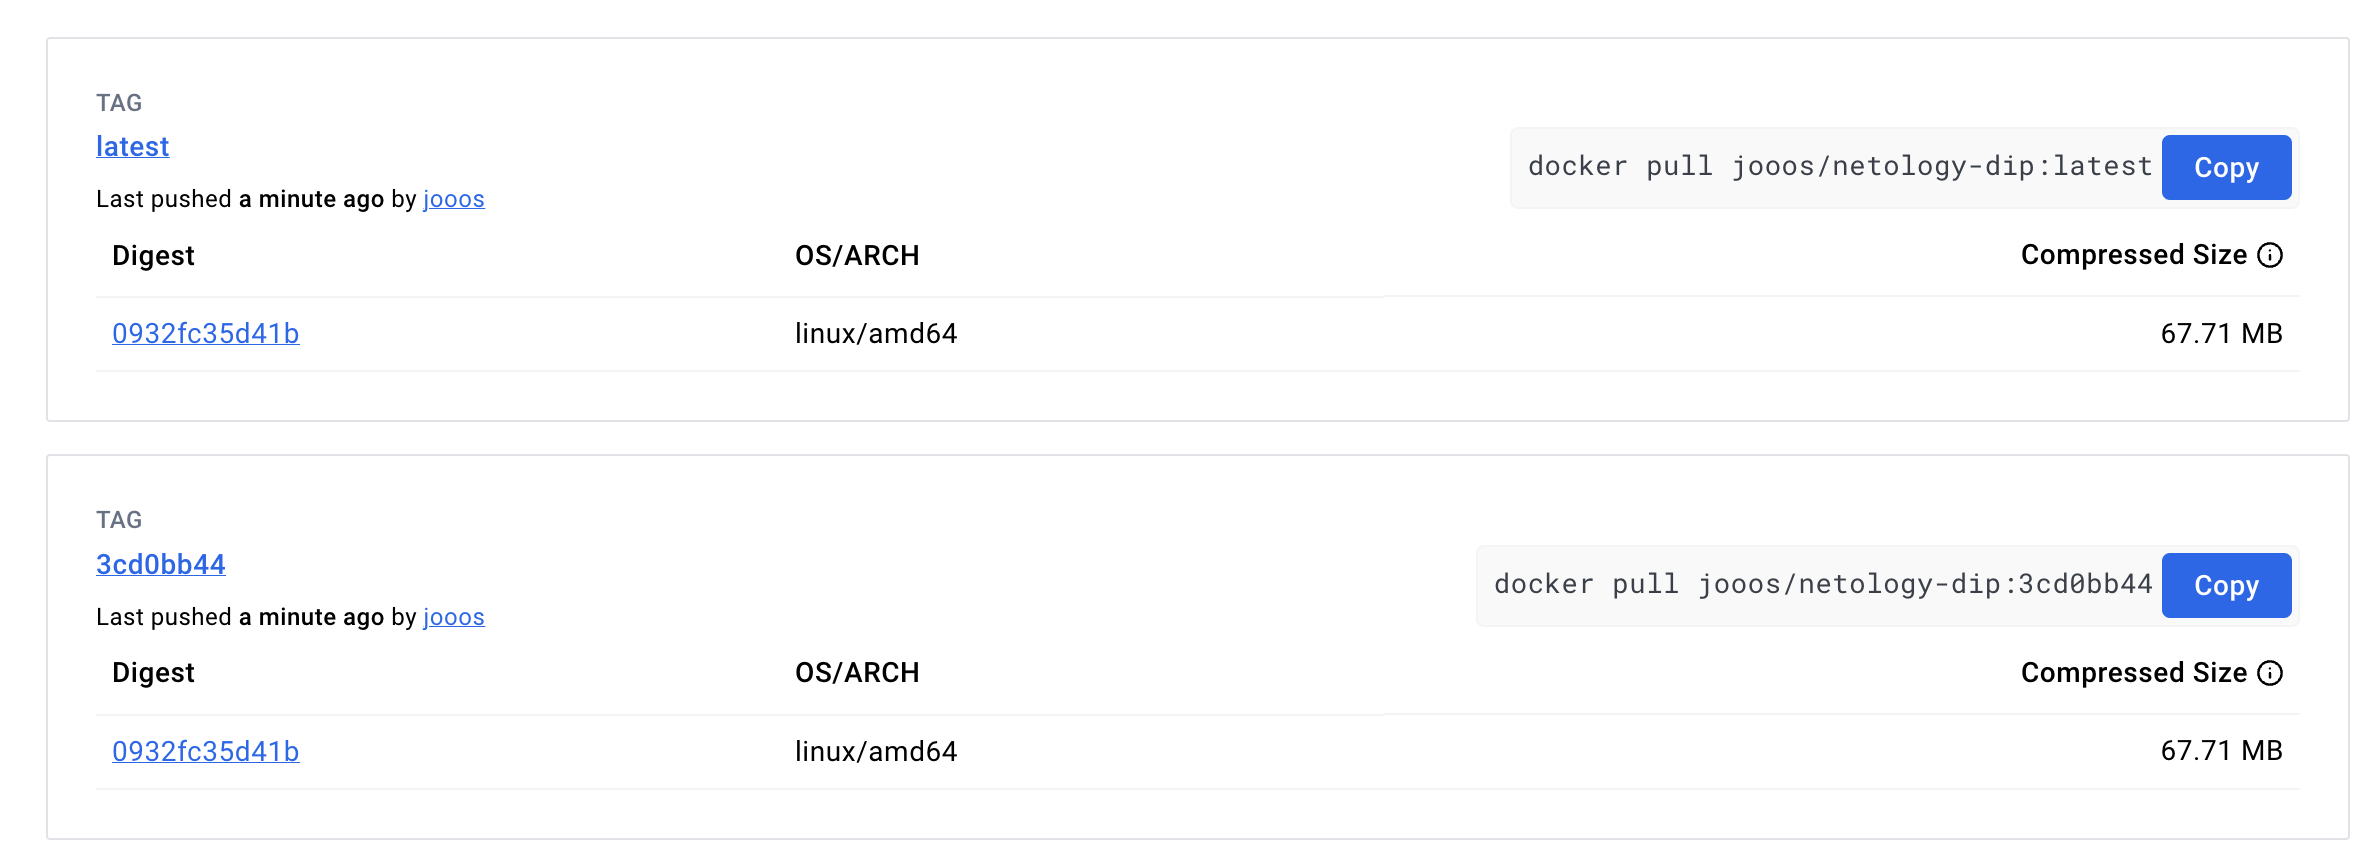 TAG
latest
docker pull jooos/netology-dip:latest
Copy
Last pushed a minute ago by jooos
Digest
OS/ARCH
Compressed Size
0932fc35d41b
linux/amd64
67.71 MB
TAG
3cd0bb44
docker pull jooos/netology-dip:3cd0bb44
Copy
Last pushed a minute ago by jooos
Digest
OS/ARCH
Compressed Size
0932fc35d41b
linux/amd64
67.71 MB